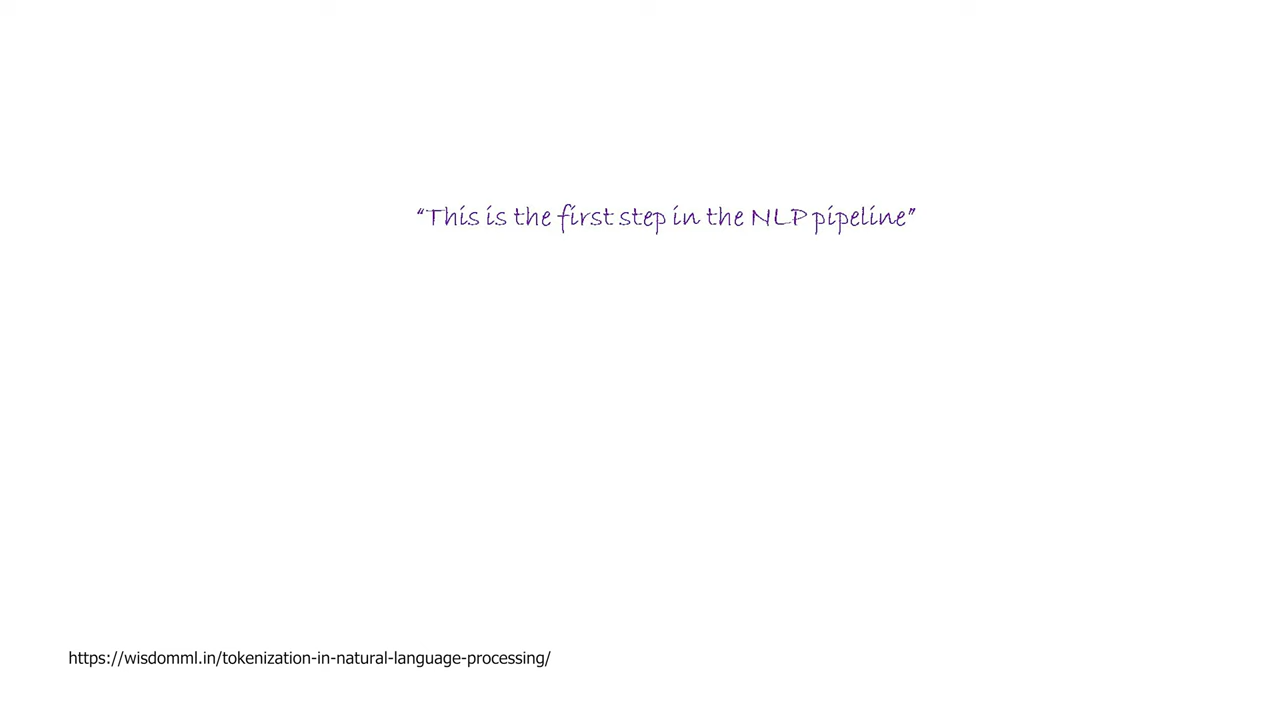 “This is the first step in the NLP pipeline”
https://wisdomml.in/tokenization-in-natural-language-processing/